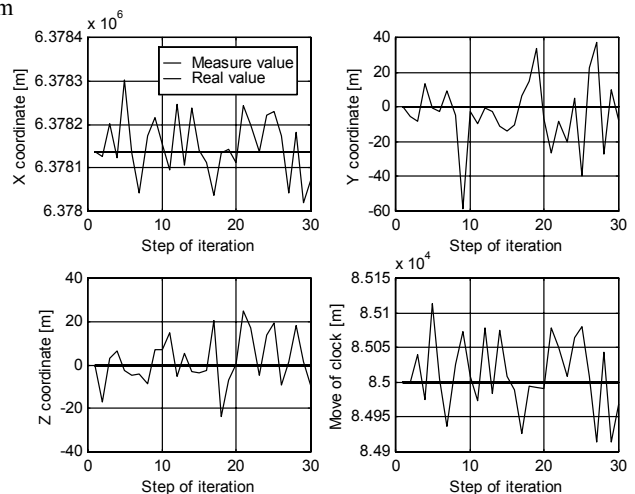 m
x 10^6
6.3784
6.3783
6.3782
6.3781
6.378
X coordinate [m]
Measure value
Real value
0 10 20 30
Step of iteration
40
20
0
-20
-40
-60
Y coordinate [m]
0 10 20 30
Step of iteration
40
20
0
-20
-40
Z coordinate [m]
0 10 20 30
Step of iteration
x 10^4
8.515
8.51
8.505
8.5
8.495
8.49
Move of clock [m]
0 10 20 30
Step of iteration